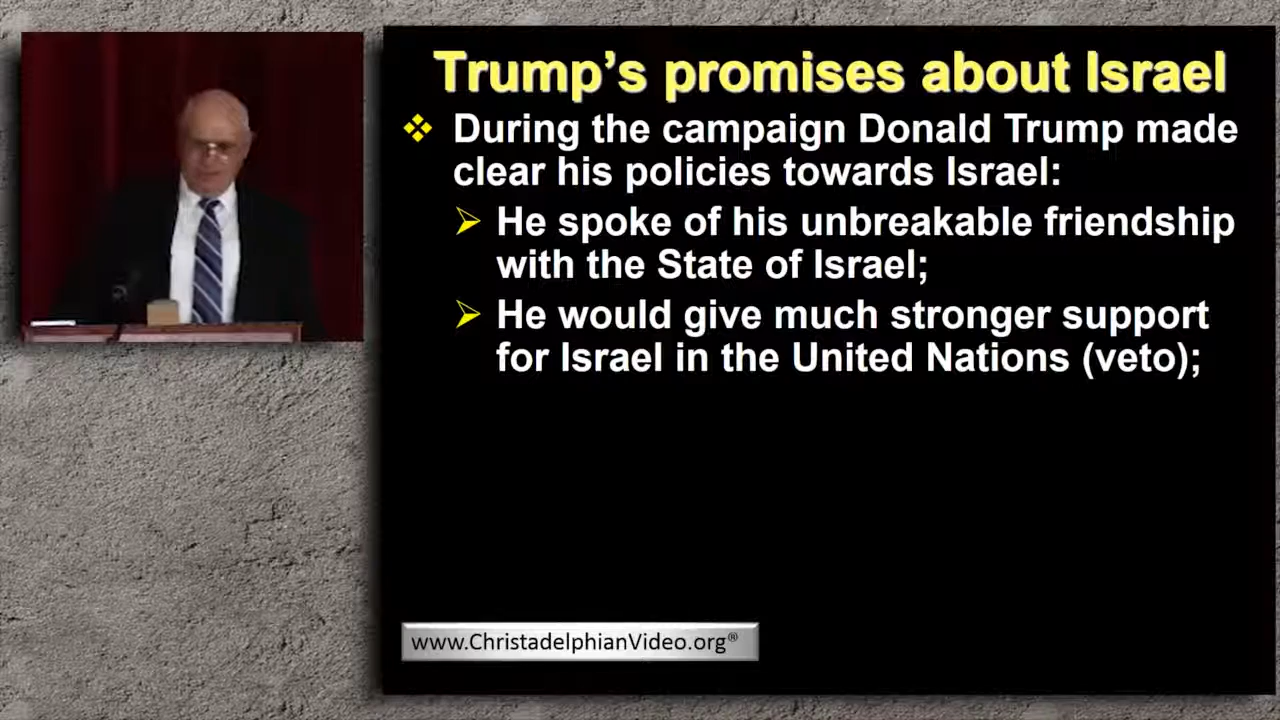 Trump’s promises about Israel
❖ During the campaign Donald Trump made
clear his policies towards Israel:
➢ He spoke of his unbreakable friendship
with the State of Israel;
➢ He would give much stronger support
for Israel in the United Nations (veto);
www.ChristadelphianVideo.org®